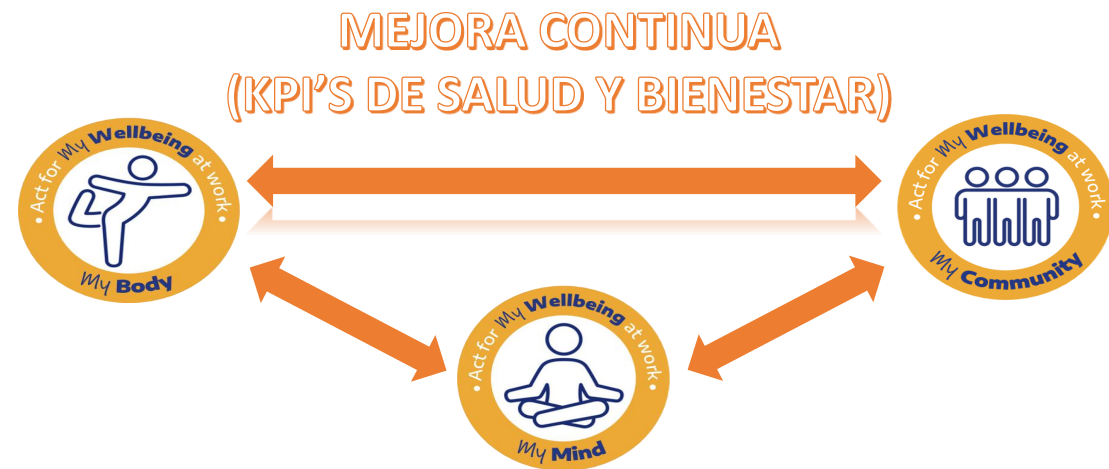 MEJORA CONTINUA
(KPI'S DE SALUD Y BIENESTAR)
• Act for My Wellbeing at work •
My Body
• Act for My Wellbeing at work •
My Community
• Act for My Wellbeing at work •
My Mind